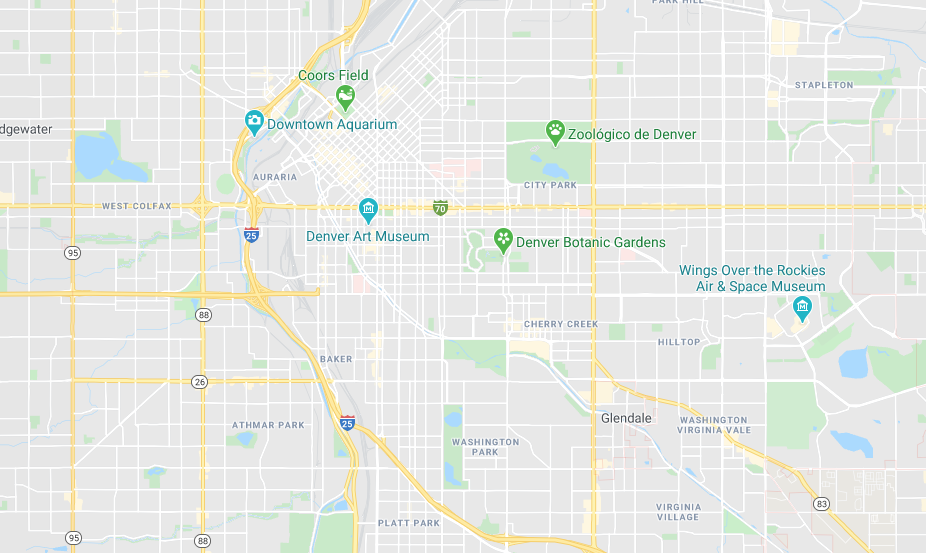 PARK HILL
Coors Field
STAPLETON
Downtown Aquarium
dgewater
Zoológico de Denver
AURARIA
CITY PARK
WEST COLFAX
70
25
Denver Art Museum
Denver Botanic Gardens
95
Wings Over the Rockies
Air & Space Museum
88
CHERRY CREEK
HILLTOP
BAKER
26
25
ATHMAR PARK
Glendale
WASHINGTON
VIRGINIA VALE
WASHINGTON
PARK
83
VIRGINIA
VILLAGE
PLATT PARK
95
88